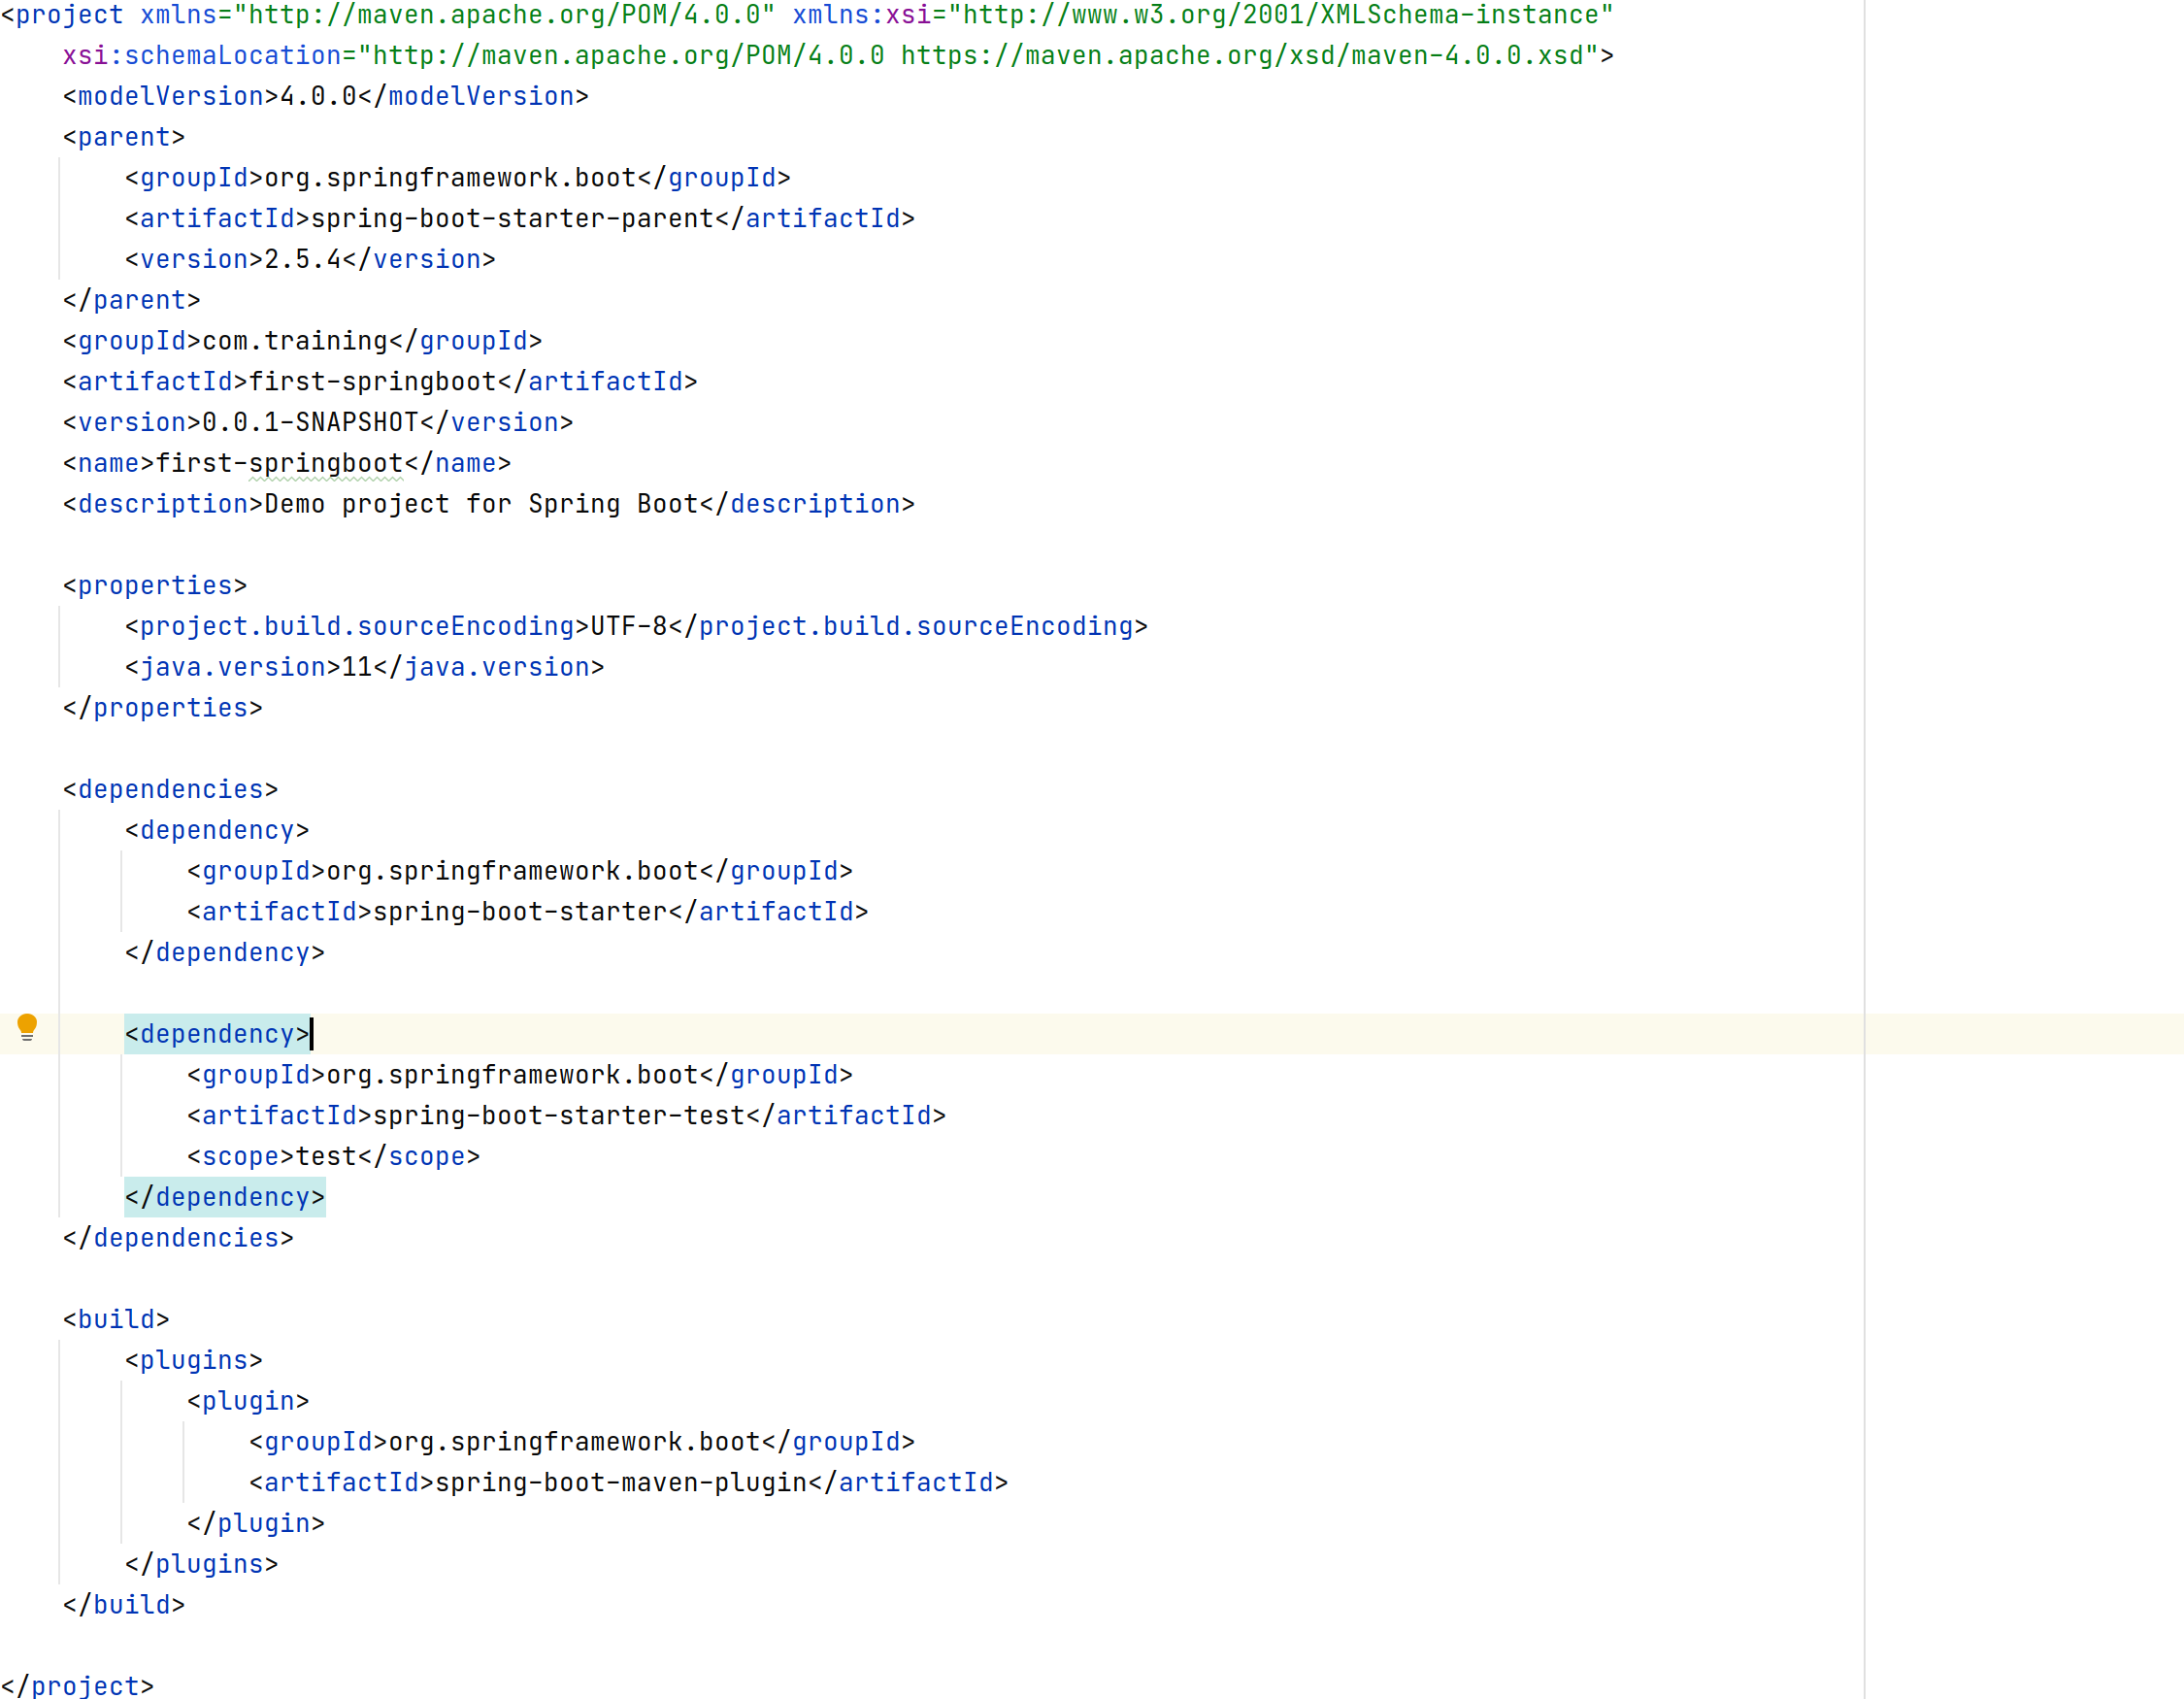 <project xmlns="http://maven.apache.org/POM/4.0.0" xmlns:xsi="http://www.w3.org/2001/XMLSchema-instance"
    xsi:schemaLocation="http://maven.apache.org/POM/4.0.0 https://maven.apache.org/xsd/maven-4.0.0.xsd">
    <modelVersion>4.0.0</modelVersion>
    <parent>
        <groupId>org.springframework.boot</groupId>
        <artifactId>spring-boot-starter-parent</artifactId>
        <version>2.5.4</version>
    </parent>
    <groupId>com.training</groupId>
    <artifactId>first-springboot</artifactId>
    <version>0.0.1-SNAPSHOT</version>
    <name>first-springboot</name>
    <description>Demo project for Spring Boot</description>

    <properties>
        <project.build.sourceEncoding>UTF-8</project.build.sourceEncoding>
        <java.version>11</java.version>
    </properties>

    <dependencies>
        <dependency>
            <groupId>org.springframework.boot</groupId>
            <artifactId>spring-boot-starter</artifactId>
        </dependency>

        <dependency>
            <groupId>org.springframework.boot</groupId>
            <artifactId>spring-boot-starter-test</artifactId>
            <scope>test</scope>
        </dependency>
    </dependencies>

    <build>
        <plugins>
            <plugin>
                <groupId>org.springframework.boot</groupId>
                <artifactId>spring-boot-maven-plugin</artifactId>
            </plugin>
        </plugins>
    </build>

</project>